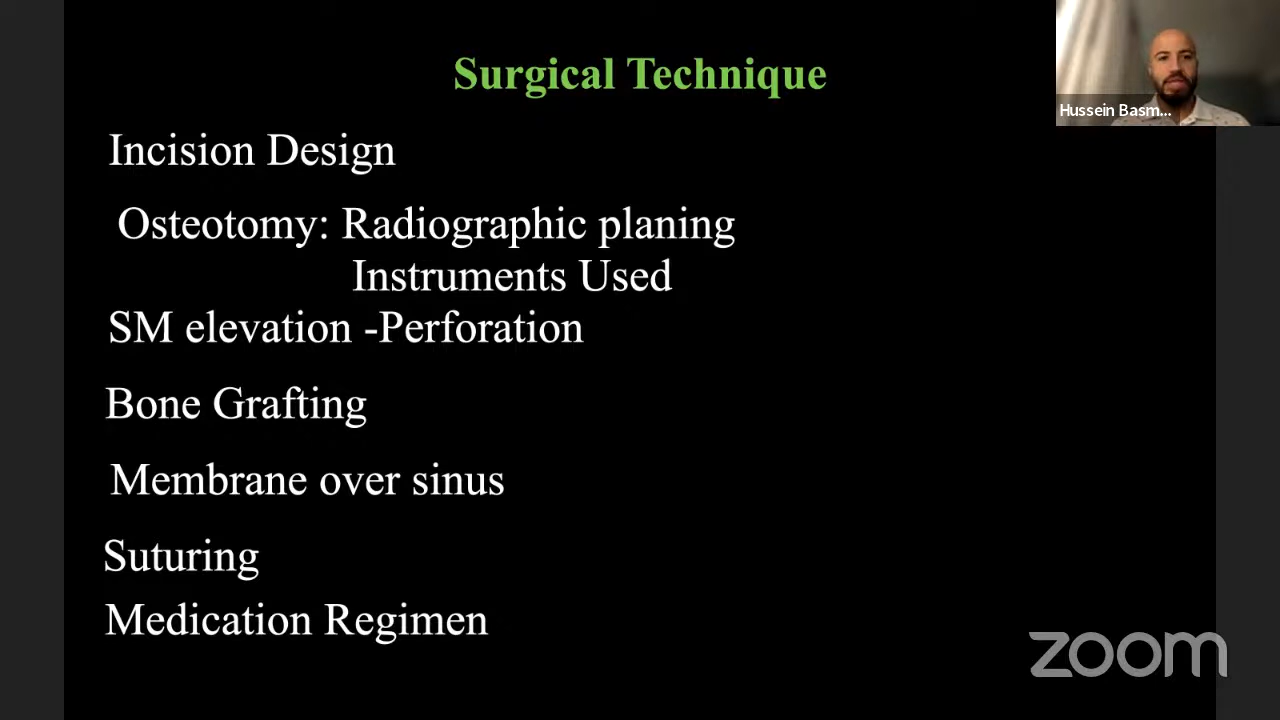 Surgical Technique
Hussein Basm...
Incision Design
Osteotomy: Radiographic planing
Instruments Used
SM elevation -Perforation
Bone Grafting
Membrane over sinus
Suturing
Medication Regimen
zoom